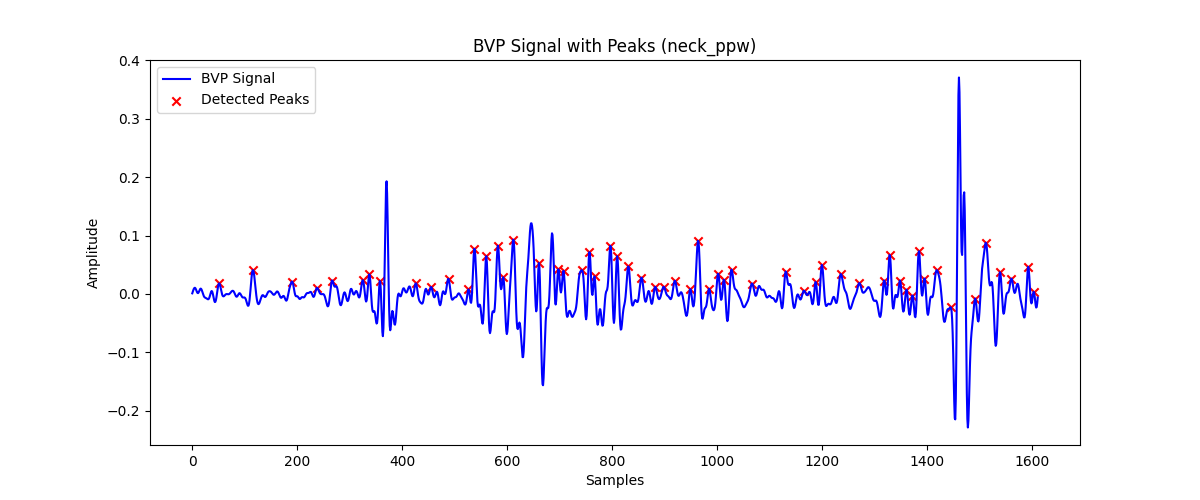 BVP Signal with Peaks (neck_ppw)
BVP Signal
Detected Peaks
Amplitude
0.4
0.3
0.2
0.1
0.0
−0.1
−0.2
0 200 400 600 800 1000 1200 1400 1600
Samples